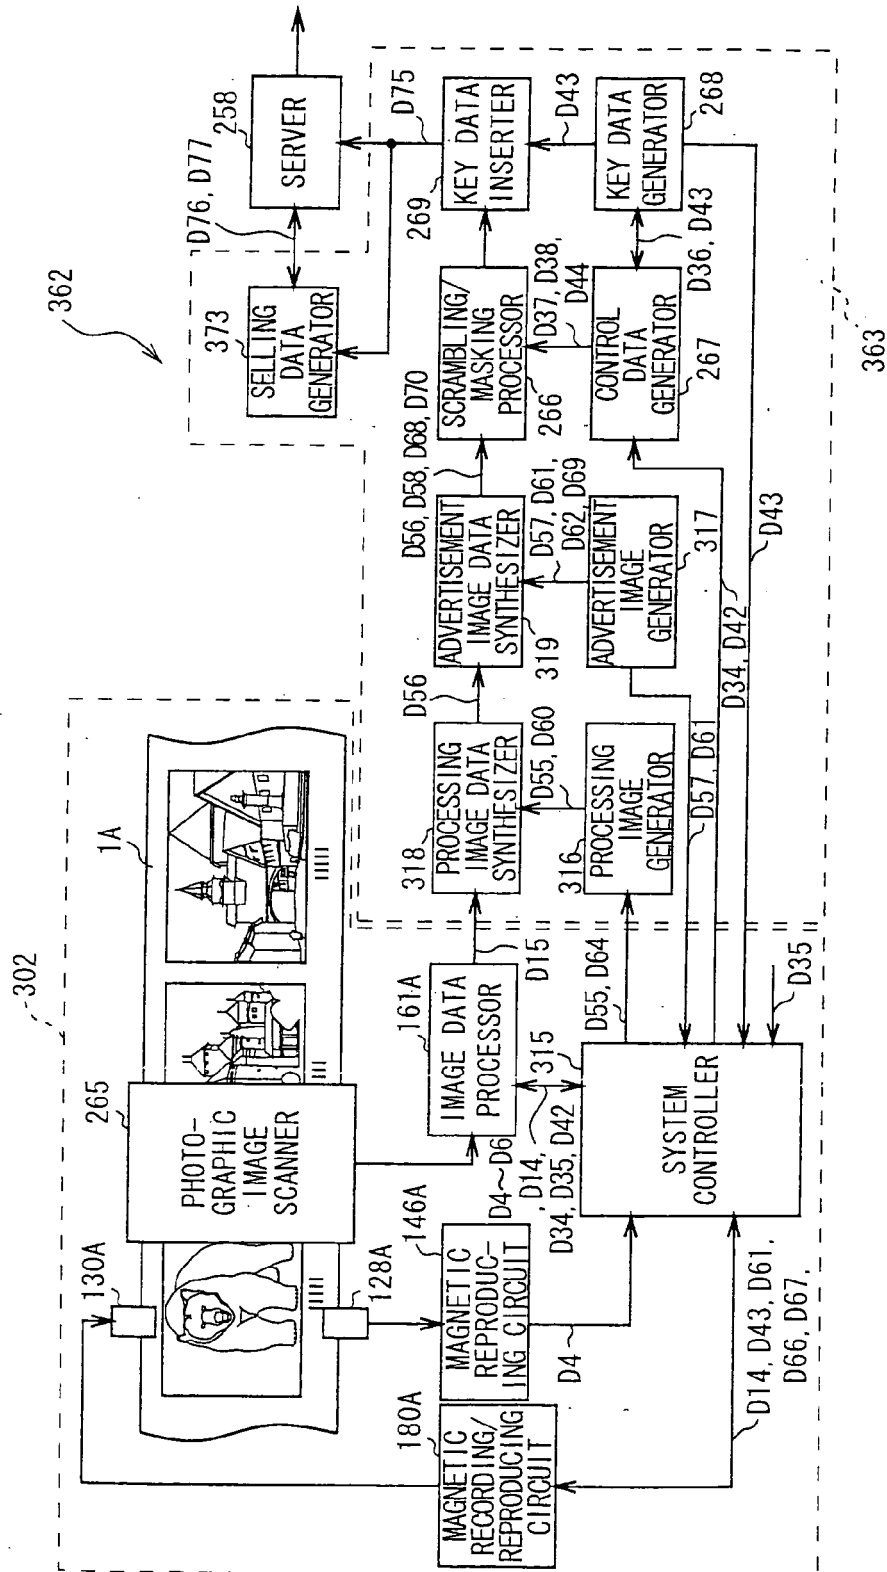 362
302
1A
265
PHOTO-
GRAPHIC
IMAGE
SCANNER
130A
128A
180A
MAGNETIC
RECORDING/
REPRODUCING
CIRCUIT
146A
MAGNETIC
REPRODUC-
ING CIRCUIT
D4
D4~D6
161A
IMAGE DATA
PROCESSOR
D15
D14,
D34, D35, D42
315
SYSTEM
CONTROLLER
D14, D43, D61,
D66, D67,
D35
D55, D64
318
PROCESSING
IMAGE DATA
SYNTHESIZER
D55, D60
316
PROCESSING
IMAGE
GENERATOR
D56
ADVERTISEMENT
IMAGE DATA
SYNTHESIZER
319
D57, D61,
D62, D69
ADVERTISEMENT
IMAGE
GENERATOR
317
D57, D61
D34, D42
D43
D56, D58, D68, D70
SCRAMBLING/
MASKING
PROCESSOR
266
D37, D38,
D44
CONTROL
DATA
GENERATOR
267
D36, D43
269
KEY DATA
INSERTER
D43
KEY DATA
GENERATOR
268
D75
373
SELLING
DATA
GENERATOR
D76, D77
258
SERVER
363